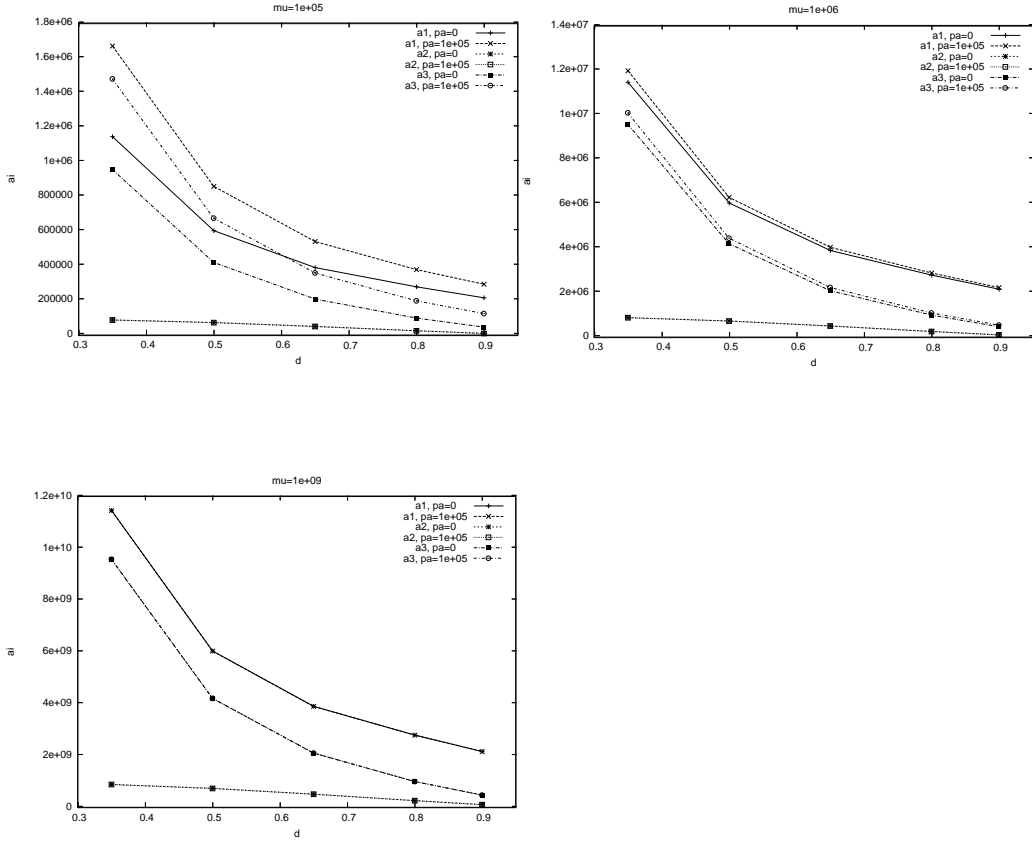 mu=1e+05
1.8e+06
1.6e+06
1.4e+06
1.2e+06
1e+06
800000
600000
400000
200000
0
ai
0.3 0.4 0.5 0.6 0.7 0.8 0.9
d
a1, pa=0
a1, pa=1e+05
a2, pa=0
a2, pa=1e+05
a3, pa=0
a3, pa=1e+05
mu=1e+06
1.4e+07
1.2e+07
1e+07
8e+06
6e+06
4e+06
2e+06
0
ai
0.3 0.4 0.5 0.6 0.7 0.8 0.9
d
a1, pa=0
a1, pa=1e+05
a2, pa=0
a2, pa=1e+05
a3, pa=0
a3, pa=1e+05
mu=1e+09
1.2e+10
1e+10
8e+09
6e+09
4e+09
2e+09
0
ai
0.3 0.4 0.5 0.6 0.7 0.8 0.9
d
a1, pa=0
a1, pa=1e+05
a2, pa=0
a2, pa=1e+05
a3, pa=0
a3, pa=1e+05